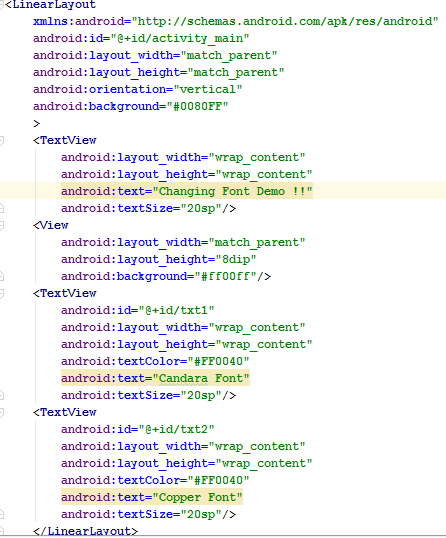 <LinearLayout
xmlns:android="http://schemas.android.com/apk/res/android"
android:id="@+id/activity_main"
android:layout_width="match_parent"
android:layout_height="match_parent"
android:orientation="vertical"
android:background="#0080FF"
>
<TextView
android:layout_width="wrap_content"
android:layout_height="wrap_content"
android:text="Changing Font Demo !!"
android:textSize="20sp"/>
<View
android:layout_width="match_parent"
android:layout_height="8dip"
android:background="#ff00ff"/>
<TextView
android:id="@+id/txt1"
android:layout_width="wrap_content"
android:layout_height="wrap_content"
android:textColor="#FF0040"
android:text="Candara Font"
android:textSize="20sp"/>
<TextView
android:id="@+id/txt2"
android:layout_width="wrap_content"
android:layout_height="wrap_content"
android:textColor="#FF0040"
android:text="Copper Font"
android:textSize="20sp"/>
</LinearLayout>